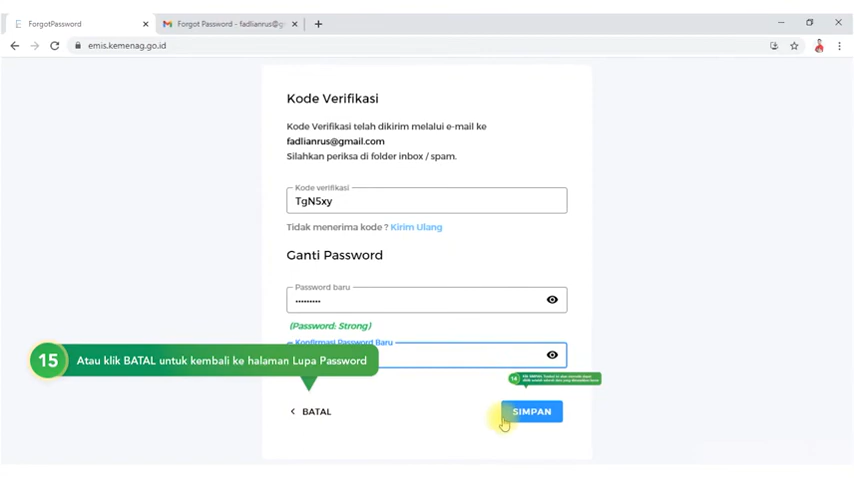 ForgotPassword
Forgot Password - fadlianrus@g
emis.kemenag.go.id
Kode Verifikasi
Kode Verifikasi telah dikirim melalui e-mail ke
fadlianrus@gmail.com
Silahkan periksa di folder inbox / spam.
Kode verifikasi
TgN5xy
Tidak menerima kode ? Kirim Ulang
Ganti Password
Password baru
•••••••••
(Password: Strong)
Konfirmasi Password Baru
15 Atau klik BATAL untuk kembali ke halaman Lupa Password
14
BATAL
SIMPAN